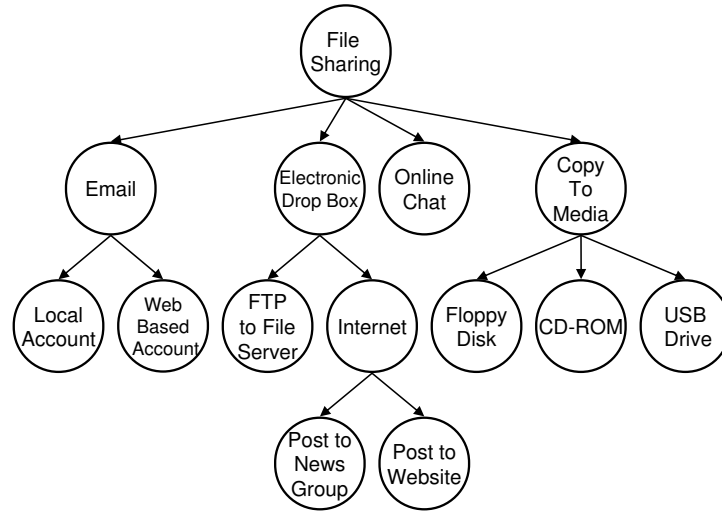 File
Sharing
Email
Electronic
Drop Box
Online
Chat
Copy
To
Media
Local
Account
Web
Based
Account
FTP
to File
Server
Internet
Floppy
Disk
CD-ROM
USB
Drive
Post to
News
Group
Post to
Website